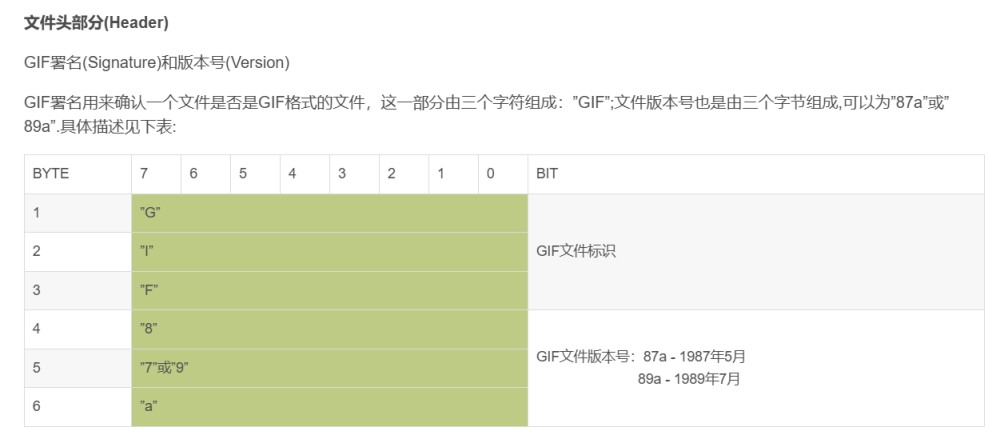 文件头部分(Header)
GIF署名(Signature)和版本号(Version)
GIF署名用来确认一个文件是否是GIF格式的文件，这一部分由三个字符组成：”GIF”;文件版本号也是由三个字节组成,可以为”87a”或”
89a”.具体描述见下表:
BYTE 7 6 5 4 3 2 1 0 BIT
1 ”G”
2 ”I” GIF文件标识
3 ”F”
4 ”8”
5 ”7”或”9” GIF文件版本号：87a - 1987年5月
89a - 1989年7月
6 ”a”